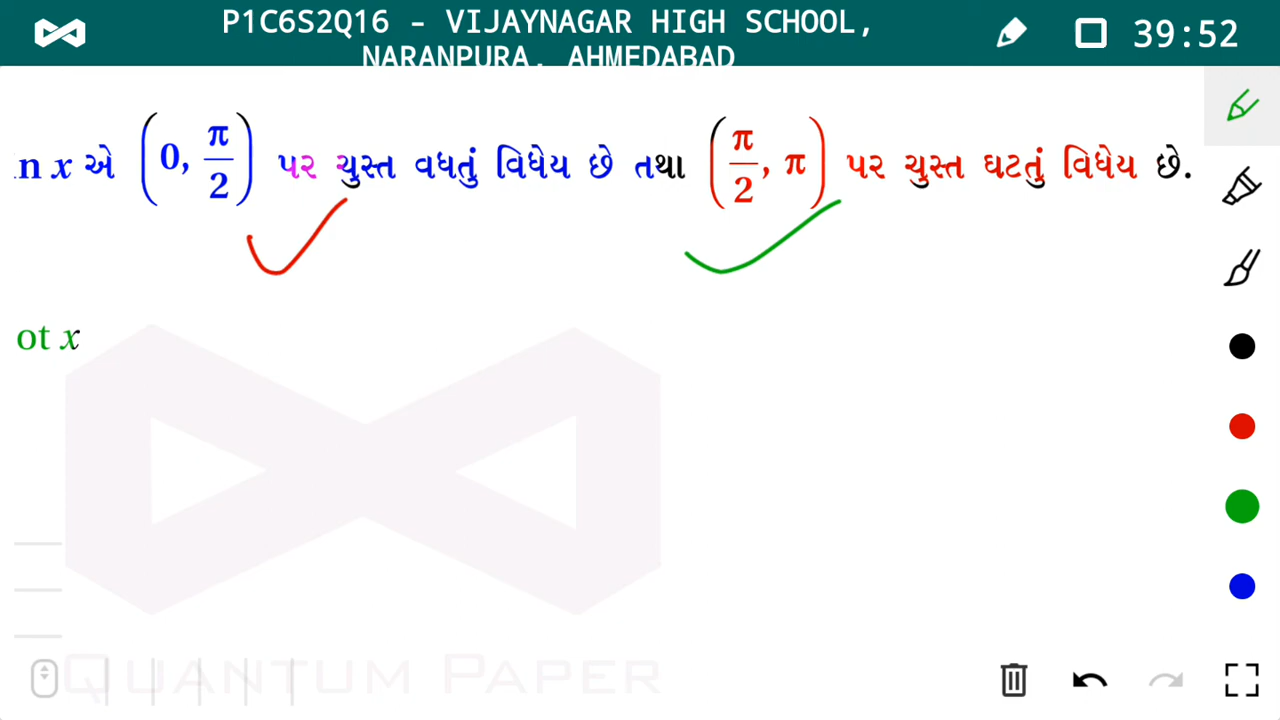 P1C6S2Q16 - VIJAYNAGAR HIGH SCHOOL, 39:52
NARANPURA, AHMEDABAD
n x એ (0, π/2) પર ચુસ્ત વધતું વિધેય છે તથા (π/2, π) પર ચુસ્ત ઘટતું વિધેય છે.
ot x
QUANTUM PAPER